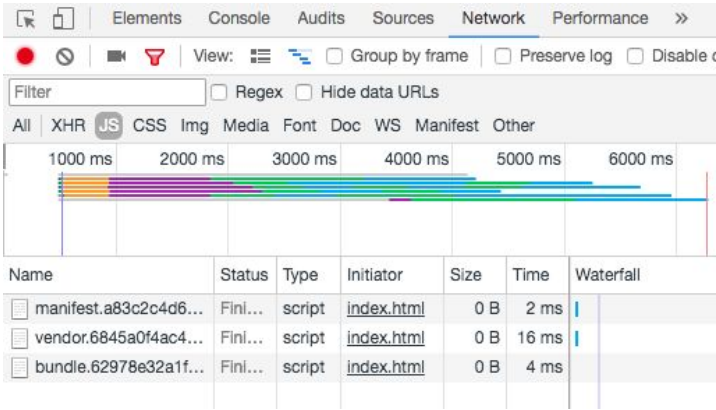 Elements Console Audits Sources Network Performance »
View: Group by frame Preserve log Disable
Filter Regex Hide data URLs
All XHR JS CSS Img Media Font Doc WS Manifest Other
1000 ms 2000 ms 3000 ms 4000 ms 5000 ms 6000 ms
Name Status Type Initiator Size Time Waterfall
manifest.a83c2c4d6... Fini... script index.html 0 B 2 ms
vendor.6845a0f4ac4... Fini... script index.html 0 B 16 ms
bundle.62978e32a1f... Fini... script index.html 0 B 4 ms